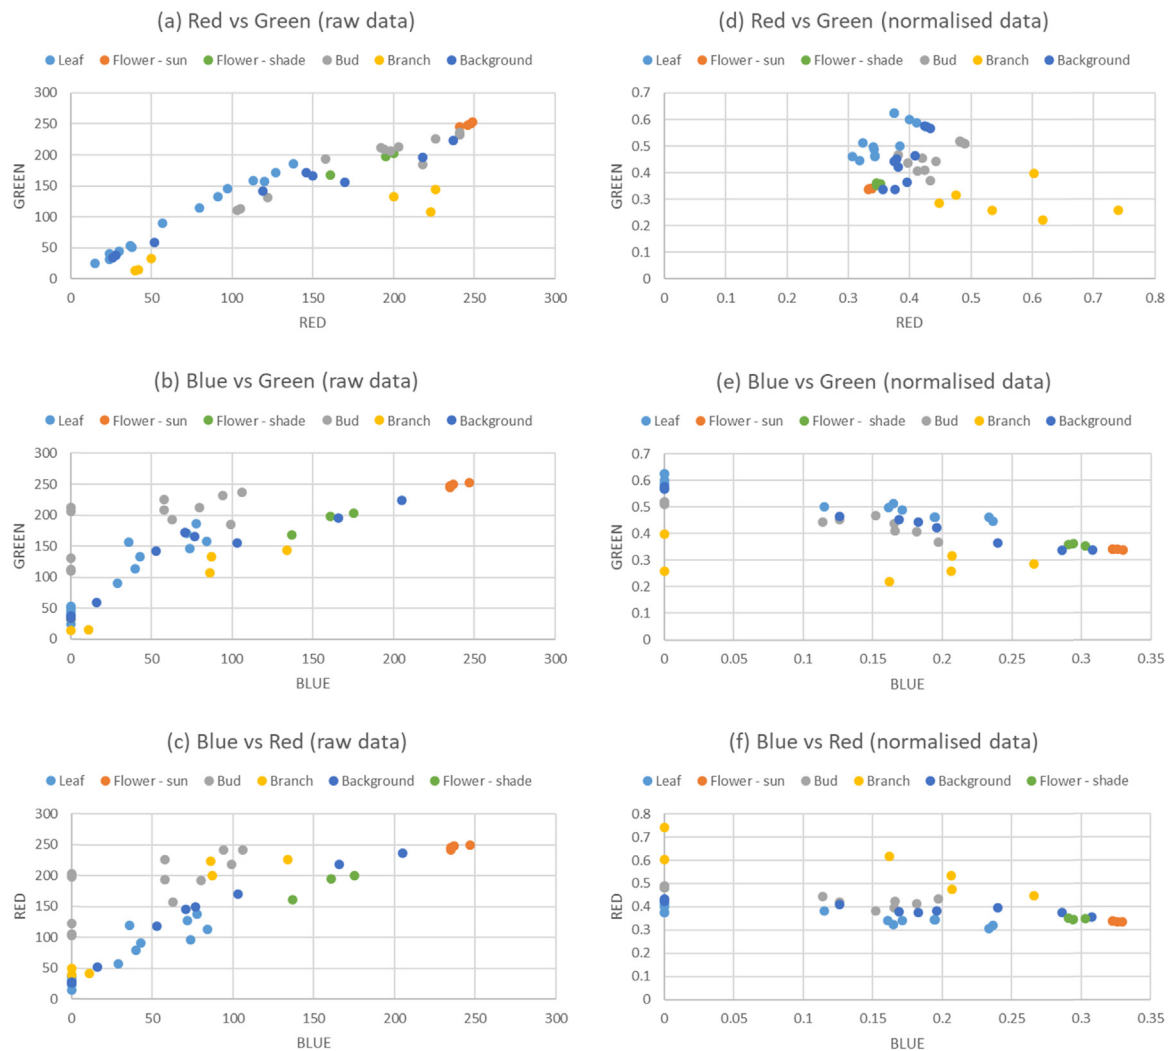 (a) Red vs Green (raw data)
Leaf Flower - sun Flower - shade Bud Branch Background
300
250
200
150
100
50
0
0 50 100 150 200 250 300
GREEN
RED
(d) Red vs Green (normalised data)
Leaf Flower - sun Flower - shade Bud Branch Background
0.7
0.6
0.5
0.4
0.3
0.2
0.1
0
0 0.1 0.2 0.3 0.4 0.5 0.6 0.7 0.8
GREEN
RED
(b) Blue vs Green (raw data)
Leaf Flower - sun Flower - shade Bud Branch Background
300
250
200
150
100
50
0
0 50 100 150 200 250 300
GREEN
BLUE
(e) Blue vs Green (normalised data)
Leaf Flower - sun Flower - shade Bud Branch Background
0.7
0.6
0.5
0.4
0.3
0.2
0.1
0
0 0.05 0.1 0.15 0.2 0.25 0.3 0.35
GREEN
BLUE
(c) Blue vs Red (raw data)
Leaf Flower - sun Bud Branch Background Flower - shade
300
250
200
150
100
50
0
0 50 100 150 200 250 300
RED
BLUE
(f) Blue vs Red (normalised data)
Leaf Flower - sun Bud Branch Background Flower - shade
0.8
0.7
0.6
0.5
0.4
0.3
0.2
0.1
0
0 0.05 0.1 0.15 0.2 0.25 0.3 0.35
RED
BLUE